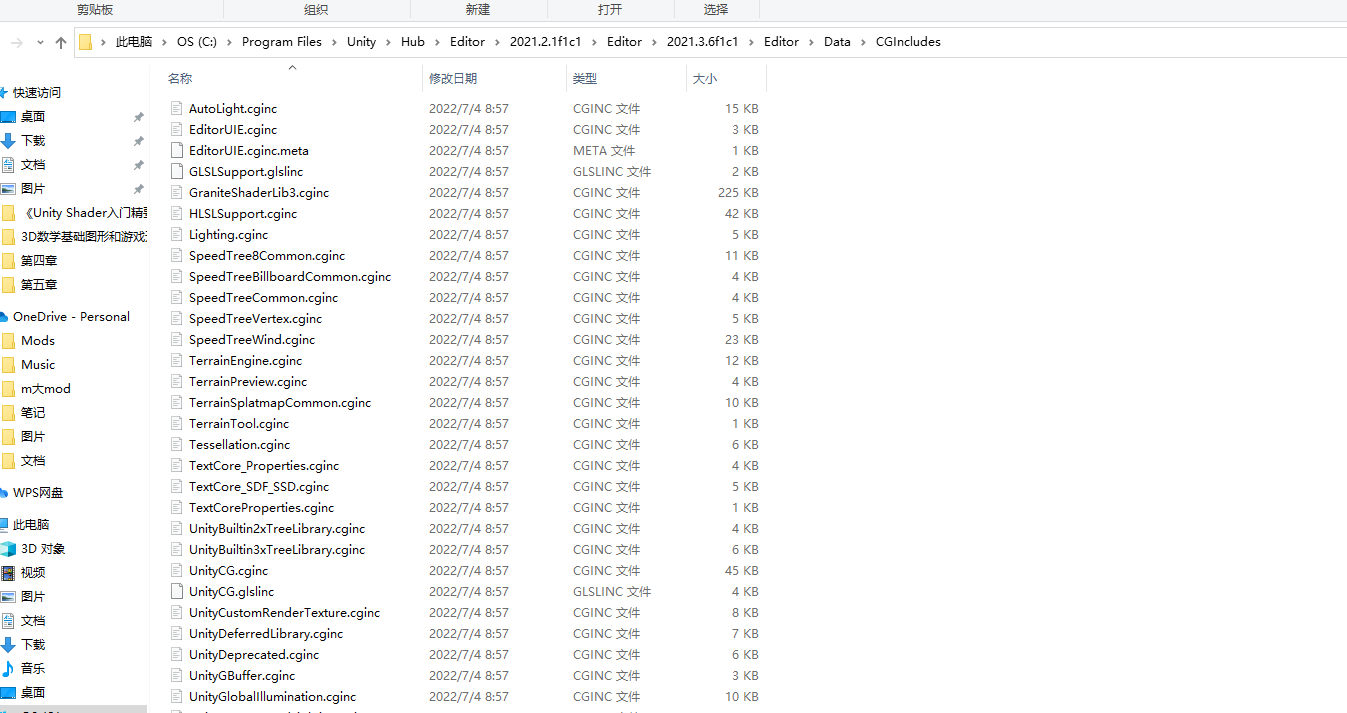 剪贴板 组织 新建 打开 选择
此电脑 › OS (C:) › Program Files › Unity › Hub › Editor › 2021.2.1f1c1 › Editor › 2021.3.6f1c1 › Editor › Data › CGIncludes
名称 修改日期 类型 大小
快速访问
桌面
下载
文档
图片
《Unity Shader入门精要
3D数学基础图形和游戏
第四章
第五章
OneDrive - Personal
Mods
Music
m大mod
笔记
图片
文档
WPS网盘
此电脑
3D 对象
视频
图片
文档
下载
音乐
桌面
AutoLight.cginc 2022/7/4 8:57 CGINC 文件 15 KB
EditorUIE.cginc 2022/7/4 8:57 CGINC 文件 3 KB
EditorUIE.cginc.meta 2022/7/4 8:57 META 文件 1 KB
GLSLSupport.glslinc 2022/7/4 8:57 GLSLINC 文件 2 KB
GraniteShaderLib3.cginc 2022/7/4 8:57 CGINC 文件 225 KB
HLSLSupport.cginc 2022/7/4 8:57 CGINC 文件 42 KB
Lighting.cginc 2022/7/4 8:57 CGINC 文件 5 KB
SpeedTree8Common.cginc 2022/7/4 8:57 CGINC 文件 11 KB
SpeedTreeBillboardCommon.cginc 2022/7/4 8:57 CGINC 文件 4 KB
SpeedTreeCommon.cginc 2022/7/4 8:57 CGINC 文件 4 KB
SpeedTreeVertex.cginc 2022/7/4 8:57 CGINC 文件 5 KB
SpeedTreeWind.cginc 2022/7/4 8:57 CGINC 文件 23 KB
TerrainEngine.cginc 2022/7/4 8:57 CGINC 文件 12 KB
TerrainPreview.cginc 2022/7/4 8:57 CGINC 文件 4 KB
TerrainSplatmapCommon.cginc 2022/7/4 8:57 CGINC 文件 10 KB
TerrainTool.cginc 2022/7/4 8:57 CGINC 文件 1 KB
Tessellation.cginc 2022/7/4 8:57 CGINC 文件 6 KB
TextCore_Properties.cginc 2022/7/4 8:57 CGINC 文件 4 KB
TextCore_SDF_SSD.cginc 2022/7/4 8:57 CGINC 文件 5 KB
TextCoreProperties.cginc 2022/7/4 8:57 CGINC 文件 1 KB
UnityBuiltin2xTreeLibrary.cginc 2022/7/4 8:57 CGINC 文件 4 KB
UnityBuiltin3xTreeLibrary.cginc 2022/7/4 8:57 CGINC 文件 6 KB
UnityCG.cginc 2022/7/4 8:57 CGINC 文件 45 KB
UnityCG.glslinc 2022/7/4 8:57 GLSLINC 文件 4 KB
UnityCustomRenderTexture.cginc 2022/7/4 8:57 CGINC 文件 8 KB
UnityDeferredLibrary.cginc 2022/7/4 8:57 CGINC 文件 7 KB
UnityDeprecated.cginc 2022/7/4 8:57 CGINC 文件 6 KB
UnityGBuffer.cginc 2022/7/4 8:57 CGINC 文件 3 KB
UnityGlobalIllumination.cginc 2022/7/4 8:57 CGINC 文件 10 KB